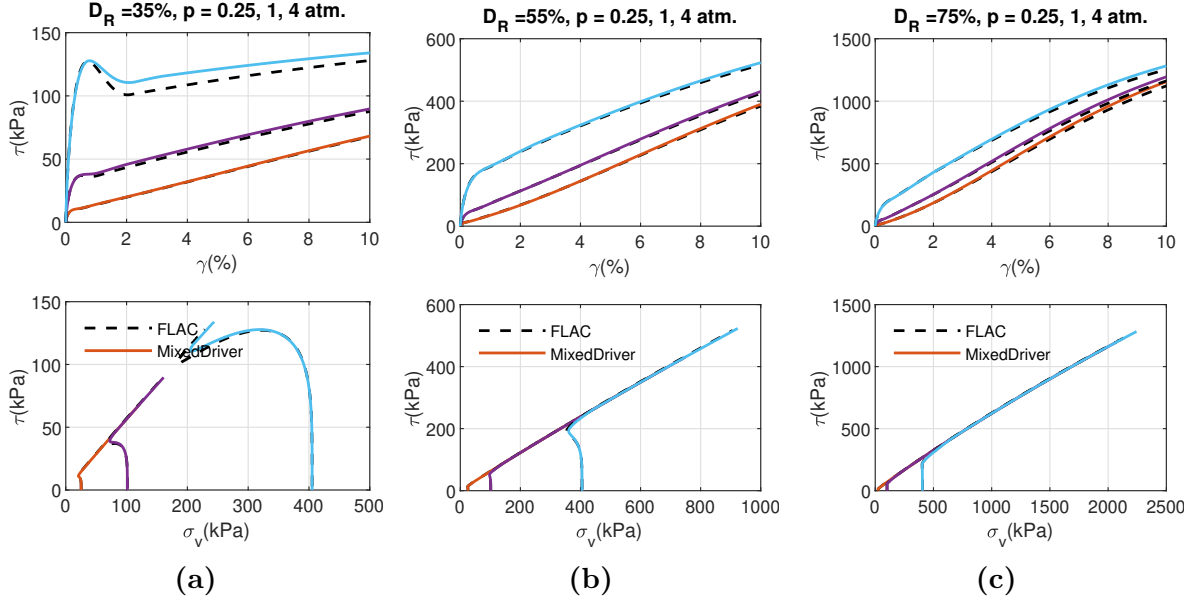 D_R =35%, p = 0.25, 1, 4 atm.
150
100
50
0
τ(kPa)
0 2 4 6 8 10
γ(%)
D_R =55%, p = 0.25, 1, 4 atm.
600
400
200
0
τ(kPa)
0 2 4 6 8 10
γ(%)
D_R =75%, p = 0.25, 1, 4 atm.
1500
1000
500
0
τ(kPa)
0 2 4 6 8 10
γ(%)
150
100
50
0
τ(kPa)
FLAC
MixedDriver
0 100 200 300 400 500
σ_v(kPa)
(a)
600
400
200
0
τ(kPa)
FLAC
MixedDriver
0 200 400 600 800 1000
σ_v(kPa)
(b)
1500
1000
500
0
τ(kPa)
FLAC
MixedDriver
0 500 1000 1500 2000 2500
σ_v(kPa)
(c)